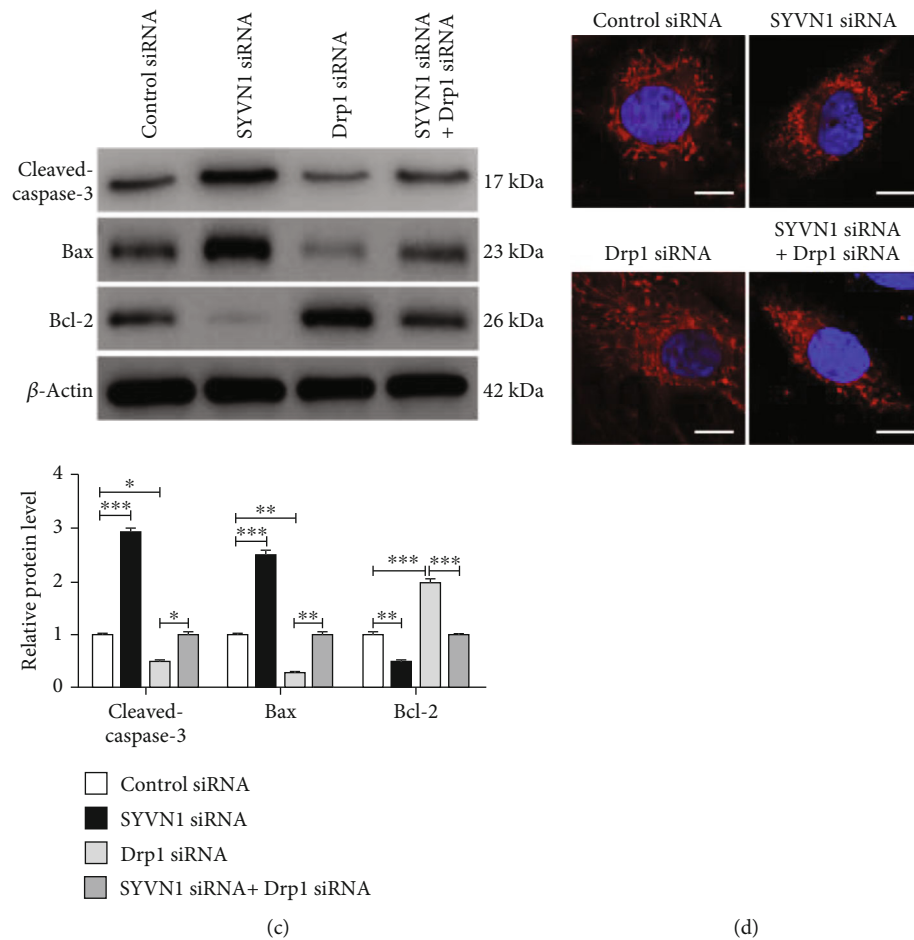 Control siRNA
SYVN1 siRNA
Drp1 siRNA
SYVN1 siRNA
+ Drp1 siRNA
Cleaved-
caspase-3
17 kDa
Bax
23 kDa
Bcl-2
26 kDa
β-Actin
42 kDa
Relative protein level
4
3
2
1
0
*
***
*
**
***
**
***
***
**
Cleaved-
caspase-3
Bax
Bcl-2
Control siRNA
SYVN1 siRNA
Drp1 siRNA
SYVN1 siRNA+ Drp1 siRNA
(c)
Control siRNA
SYVN1 siRNA
Drp1 siRNA
SYVN1 siRNA
+ Drp1 siRNA
(d)